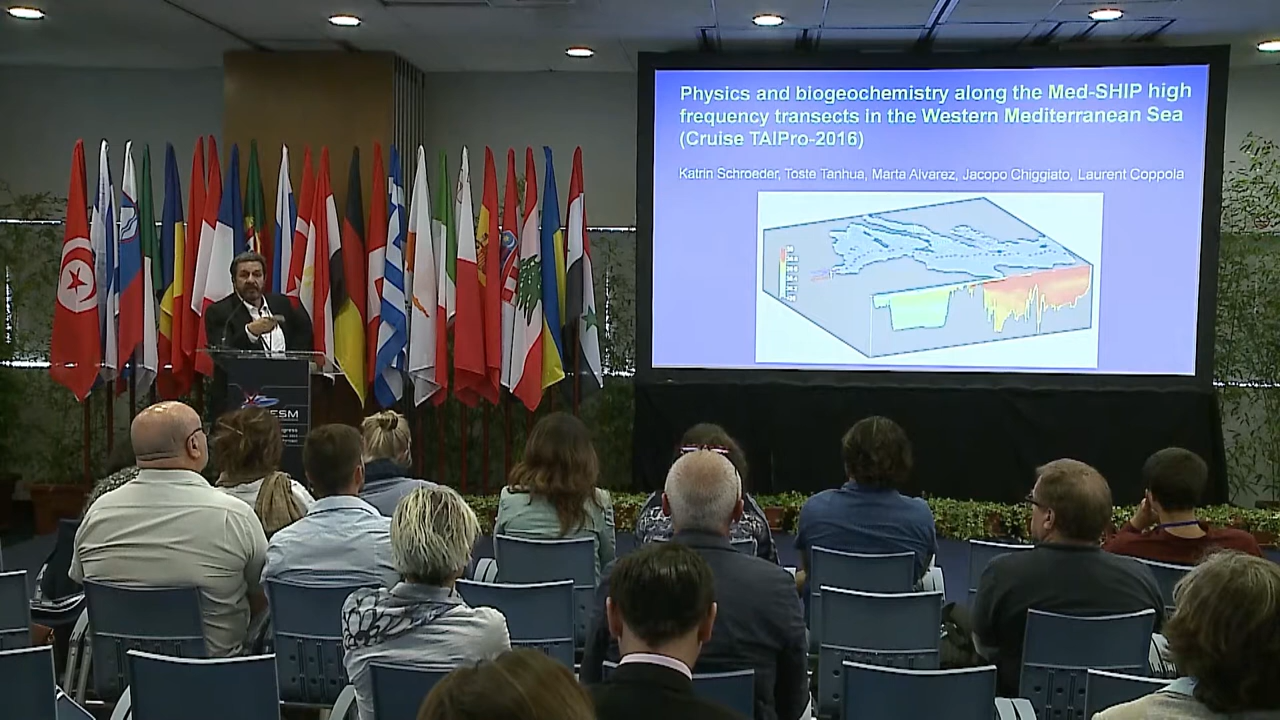 Physics and biogeochemistry along the Med-SHIP high
frequency transects in the Western Mediterranean Sea
(Cruise TAIPro-2016)
Katrin Schroeder, Toste Tanhua, Marta Alvarez, Jacopo Chiggiato, Laurent Coppola
ESM